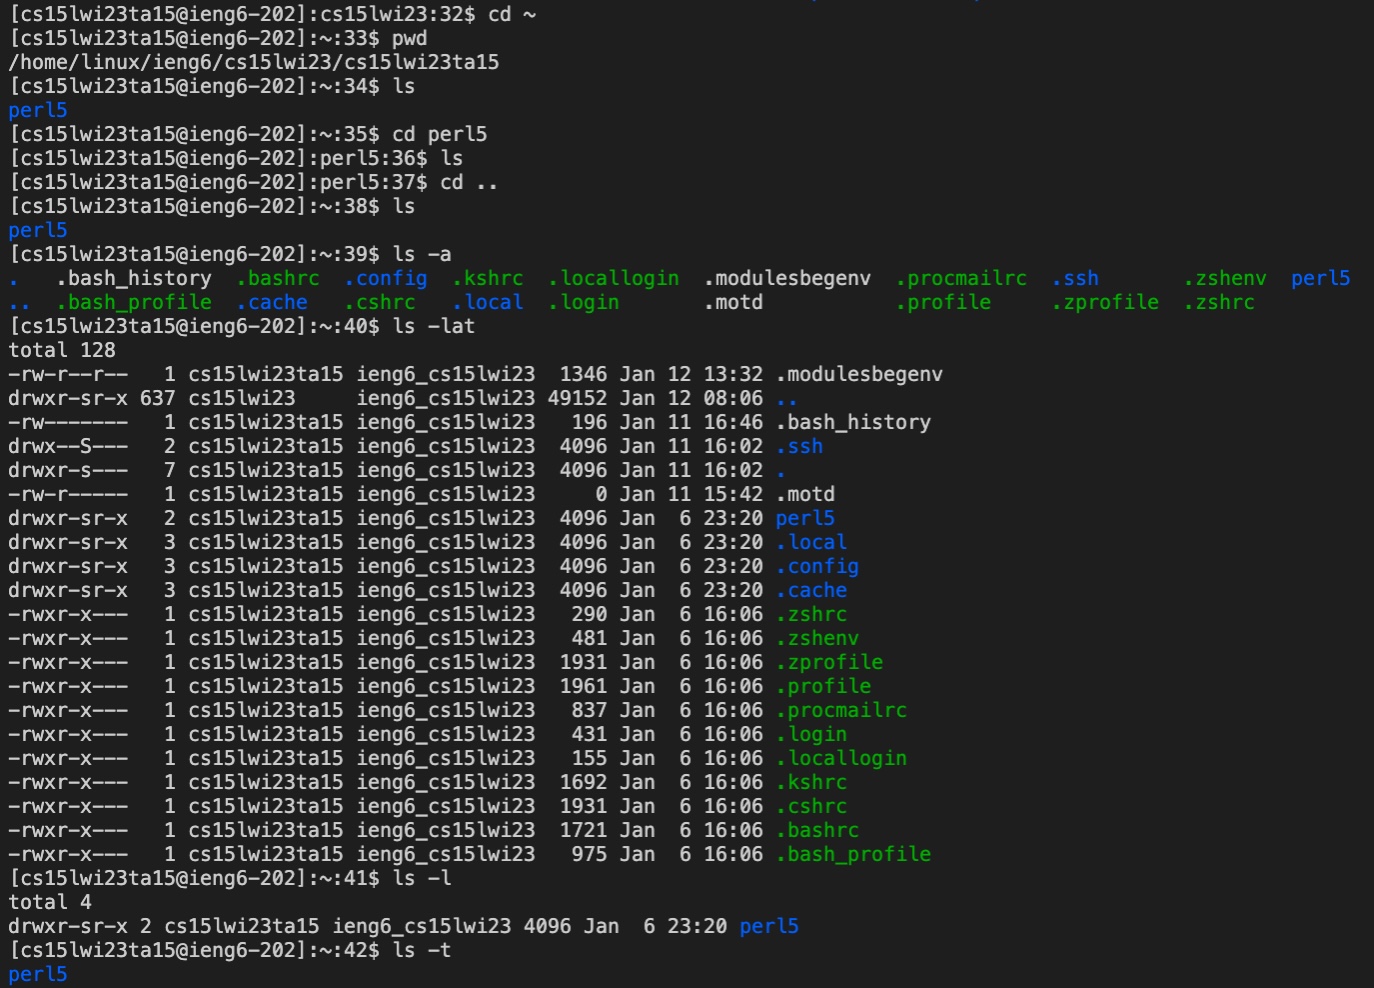 [cs15lwi23ta15@ieng6-202]:cs15lwi23:32$ cd ~
[cs15lwi23ta15@ieng6-202]:~:33$ pwd
/home/linux/ieng6/cs15lwi23/cs15lwi23ta15
[cs15lwi23ta15@ieng6-202]:~:34$ ls
perl5
[cs15lwi23ta15@ieng6-202]:~:35$ cd perl5
[cs15lwi23ta15@ieng6-202]:perl5:36$ ls
[cs15lwi23ta15@ieng6-202]:perl5:37$ cd ..
[cs15lwi23ta15@ieng6-202]:~:38$ ls
perl5
[cs15lwi23ta15@ieng6-202]:~:39$ ls -a
.   .bash_history  .bashrc  .config  .kshrc  .locallogin  .modulesbegenv  .procmailrc  .ssh       .zshenv  perl5
..  .bash_profile  .cache   .cshrc   .local  .login       .motd           .profile     .zprofile  .zshrc
[cs15lwi23ta15@ieng6-202]:~:40$ ls -lat
total 128
-rw-r--r--   1 cs15lwi23ta15 ieng6_cs15lwi23  1346 Jan 12 13:32 .modulesbegenv
drwxr-sr-x 637 cs15lwi23     ieng6_cs15lwi23 49152 Jan 12 08:06 ..
-rw-------   1 cs15lwi23ta15 ieng6_cs15lwi23   196 Jan 11 16:46 .bash_history
drwx--S---   2 cs15lwi23ta15 ieng6_cs15lwi23  4096 Jan 11 16:02 .ssh
drwxr-s---   7 cs15lwi23ta15 ieng6_cs15lwi23  4096 Jan 11 16:02 .
-rw-r-----   1 cs15lwi23ta15 ieng6_cs15lwi23     0 Jan 11 15:42 .motd
drwxr-sr-x   2 cs15lwi23ta15 ieng6_cs15lwi23  4096 Jan  6 23:20 perl5
drwxr-sr-x   3 cs15lwi23ta15 ieng6_cs15lwi23  4096 Jan  6 23:20 .local
drwxr-sr-x   3 cs15lwi23ta15 ieng6_cs15lwi23  4096 Jan  6 23:20 .config
drwxr-sr-x   3 cs15lwi23ta15 ieng6_cs15lwi23  4096 Jan  6 23:20 .cache
-rwxr-x---   1 cs15lwi23ta15 ieng6_cs15lwi23   290 Jan  6 16:06 .zshrc
-rwxr-x---   1 cs15lwi23ta15 ieng6_cs15lwi23   481 Jan  6 16:06 .zshenv
-rwxr-x---   1 cs15lwi23ta15 ieng6_cs15lwi23  1931 Jan  6 16:06 .zprofile
-rwxr-x---   1 cs15lwi23ta15 ieng6_cs15lwi23  1961 Jan  6 16:06 .profile
-rwxr-x---   1 cs15lwi23ta15 ieng6_cs15lwi23   837 Jan  6 16:06 .procmailrc
-rwxr-x---   1 cs15lwi23ta15 ieng6_cs15lwi23   431 Jan  6 16:06 .login
-rwxr-x---   1 cs15lwi23ta15 ieng6_cs15lwi23   155 Jan  6 16:06 .locallogin
-rwxr-x---   1 cs15lwi23ta15 ieng6_cs15lwi23  1692 Jan  6 16:06 .kshrc
-rwxr-x---   1 cs15lwi23ta15 ieng6_cs15lwi23  1931 Jan  6 16:06 .cshrc
-rwxr-x---   1 cs15lwi23ta15 ieng6_cs15lwi23  1721 Jan  6 16:06 .bashrc
-rwxr-x---   1 cs15lwi23ta15 ieng6_cs15lwi23   975 Jan  6 16:06 .bash_profile
[cs15lwi23ta15@ieng6-202]:~:41$ ls -l
total 4
drwxr-sr-x 2 cs15lwi23ta15 ieng6_cs15lwi23 4096 Jan  6 23:20 perl5
[cs15lwi23ta15@ieng6-202]:~:42$ ls -t
perl5